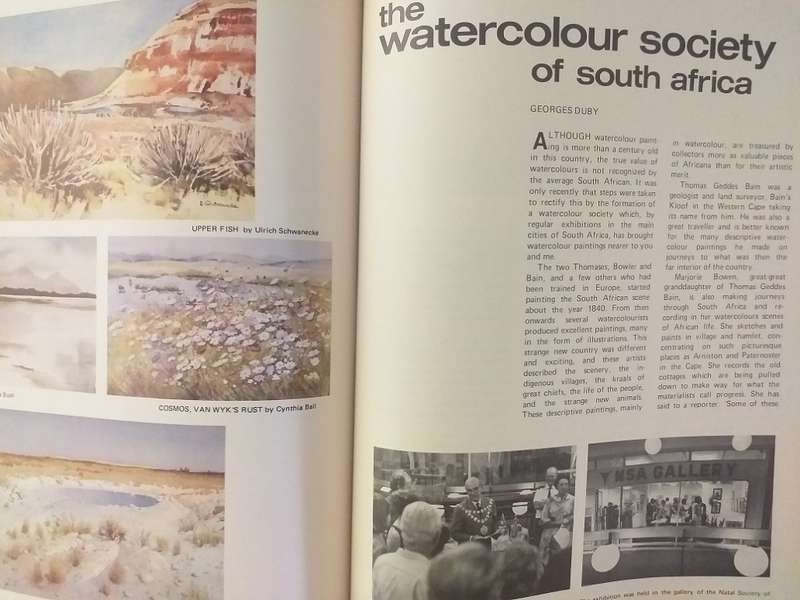 UPPER FISH by Ulrich Schwanecke
COSMOS, VAN WYK'S RUST by Cynthia Ball
the
watercolour society
of south africa
GEORGES DUBY
ALTHOUGH watercolour paint-
ing is more than a century old
in this country, the true value of
watercolours is not recognized by
the average South African. It was
only recently that steps were taken
to rectify this by the formation of
a watercolour society which, by
regular exhibitions in the main
cities of South Africa, has brought
watercolour paintings nearer to you
and me.
The two Thomases, Bowler and
Bain, and a few others who had
been trained in Europe, started
painting the South African scene
about the year 1840. From then
onwards several watercolourists
produced excellent paintings, many
in the form of illustrations. This
strange new country was different
and exciting, and these artists
described the scenery, the in-
digenous villages, the kraals of
great chiefs, the life of the people,
and the strange new animals.
These descriptive paintings, mainly
in watercolour, are treasured by
collectors more as valuable pieces
of Africana than for their artistic
merit.
Thomas Geddes Bain was a
geologist and land surveyor, Bain's
Kloof in the Western Cape taking
its name from him. He was also a
great traveller and is better known
for the many descriptive water-
colour paintings he made on
journeys to what was then the
far interior of the country.
Marjorie Bowen, great-great
granddaughter of Thomas Geddes
Bain, is also making journeys
through South Africa and re-
cording in her watercolours scenes
of African life. She sketches and
paints in village and hamlet, con-
centrating on such picturesque
places as Arniston and Paternoster
in the Cape. She records the old
cottages which are being pulled
down to make way for what the
materialists call progress. She has
said to a reporter: 'Some of these
NSA GALLERY
exhibition was held in the gallery of the Natal Society of